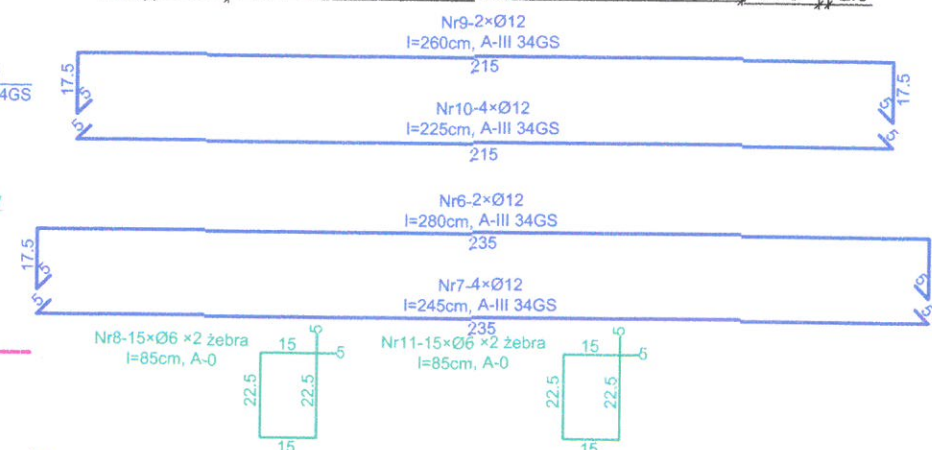 Nr9-2×Ø12
l=260cm, A-III 34GS
215
17.5
5
17.5
5
4GS
Nr10-4×Ø12
l=225cm, A-III 34GS
5
5
215
Nr6-2×Ø12
l=280cm, A-III 34GS
235
17.5
5
5
Nr7-4×Ø12
l=245cm, A-III 34GS
5
5
235
Nr8-15×Ø6 ×2 żebra
l=85cm, A-0
15
5
5
22.5
22.5
15
Nr11-15×Ø6 ×2 żebra
l=85cm, A-0
15
5
5
22.5
22.5
15